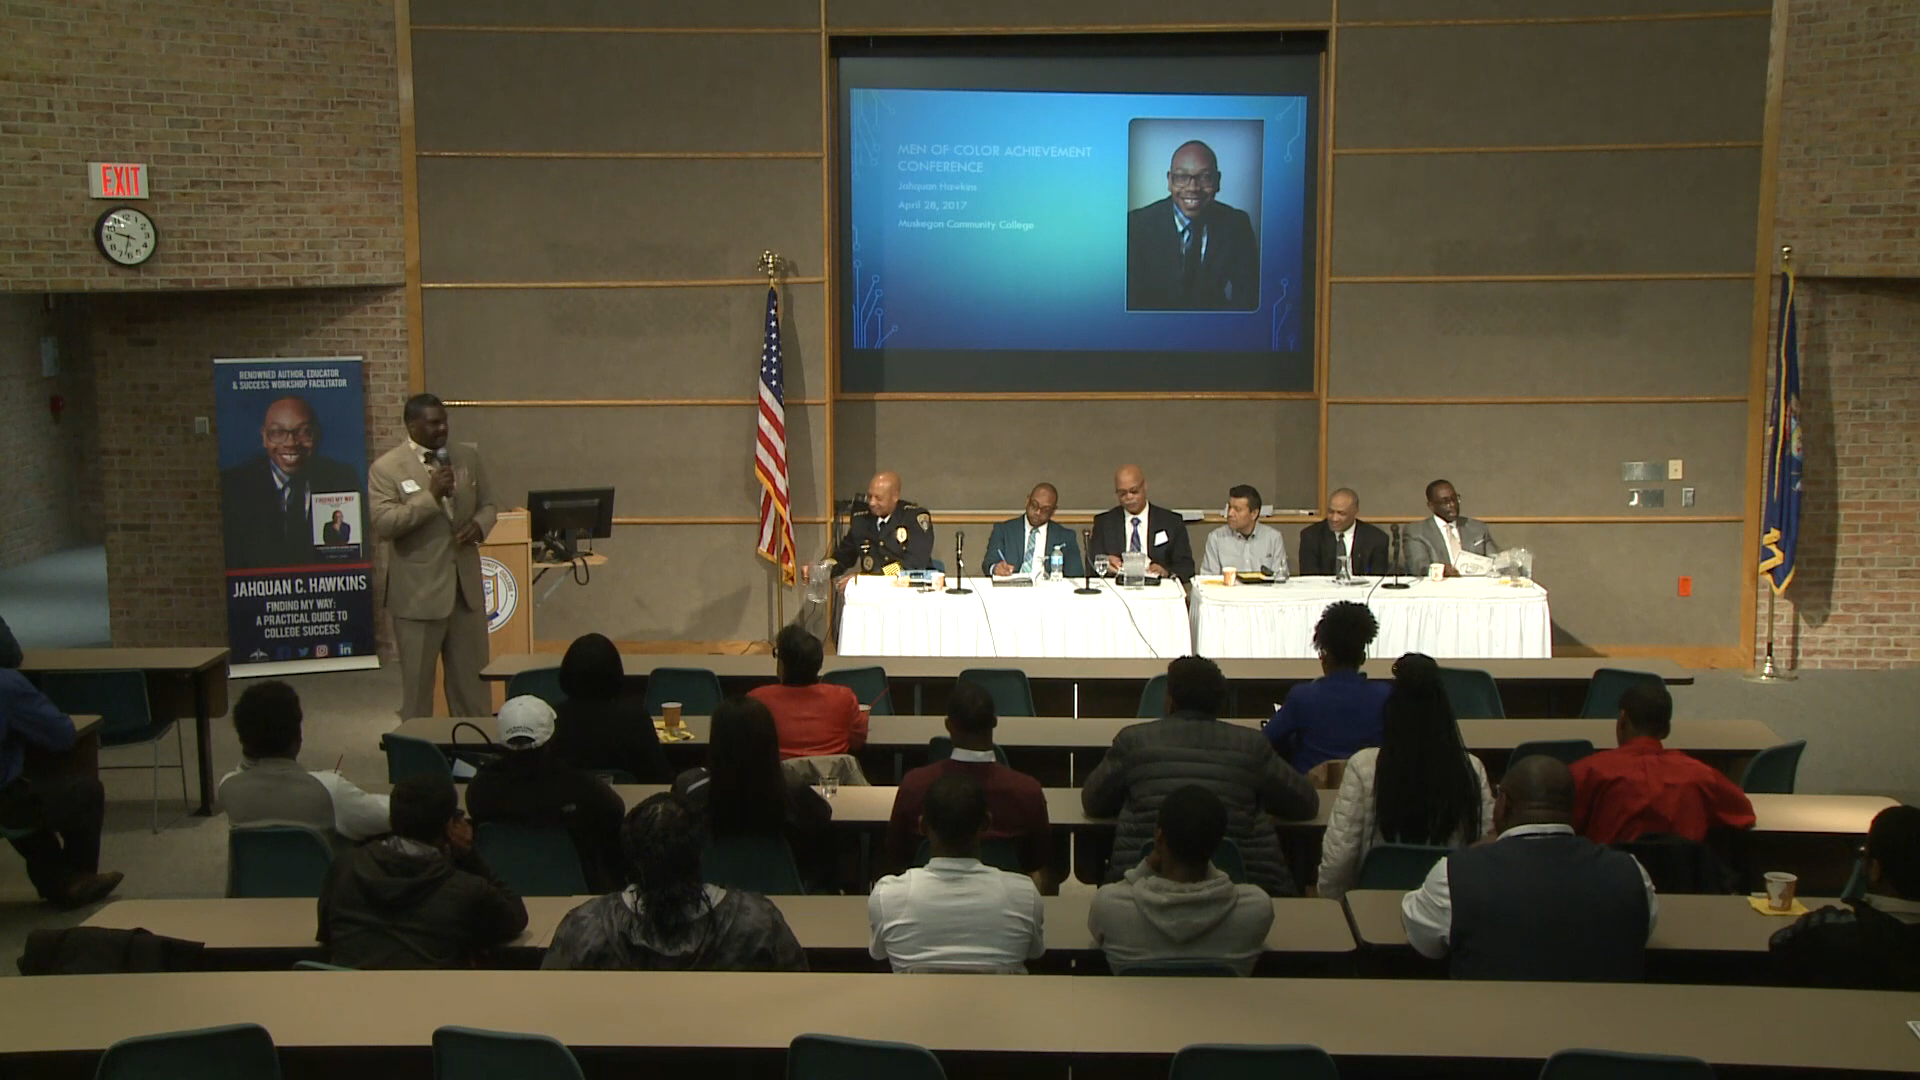 EXIT
MEN OF COLOR ACHIEVEMENT
CONFERENCE
Jahquan Hawkins
April 28, 2017
Muskegon Community College
RENOWNED AUTHOR, EDUCATOR
& SUCCESS WORKSHOP FACILITATOR
FINDING MY WAY
JAHQUAN C. HAWKINS
FINDING MY WAY:
A PRACTICAL GUIDE TO
COLLEGE SUCCESS